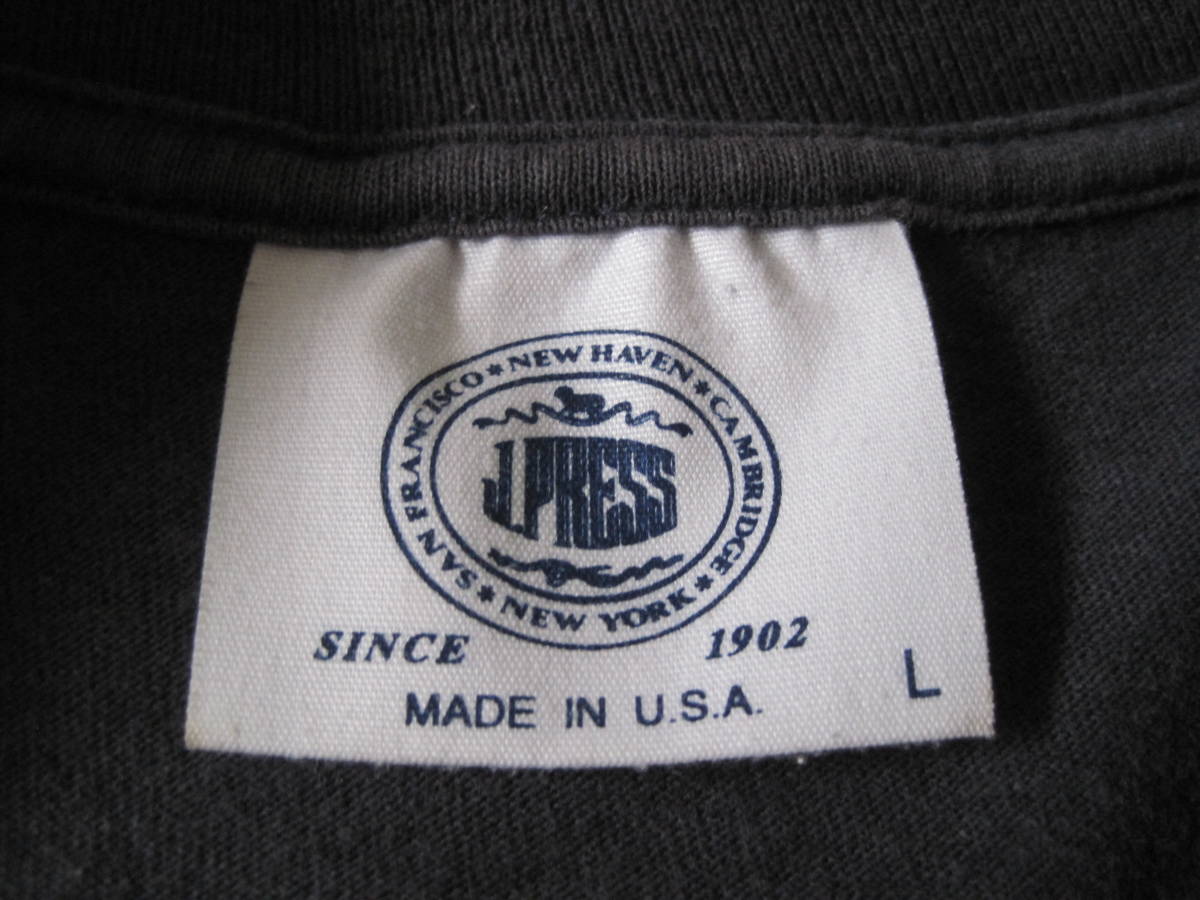 SAN FRANCISCO * NEW HAVEN * CAMBRIDGE * NEW YORK *
J.PRESS
SINCE 1902
MADE IN U.S.A.
L